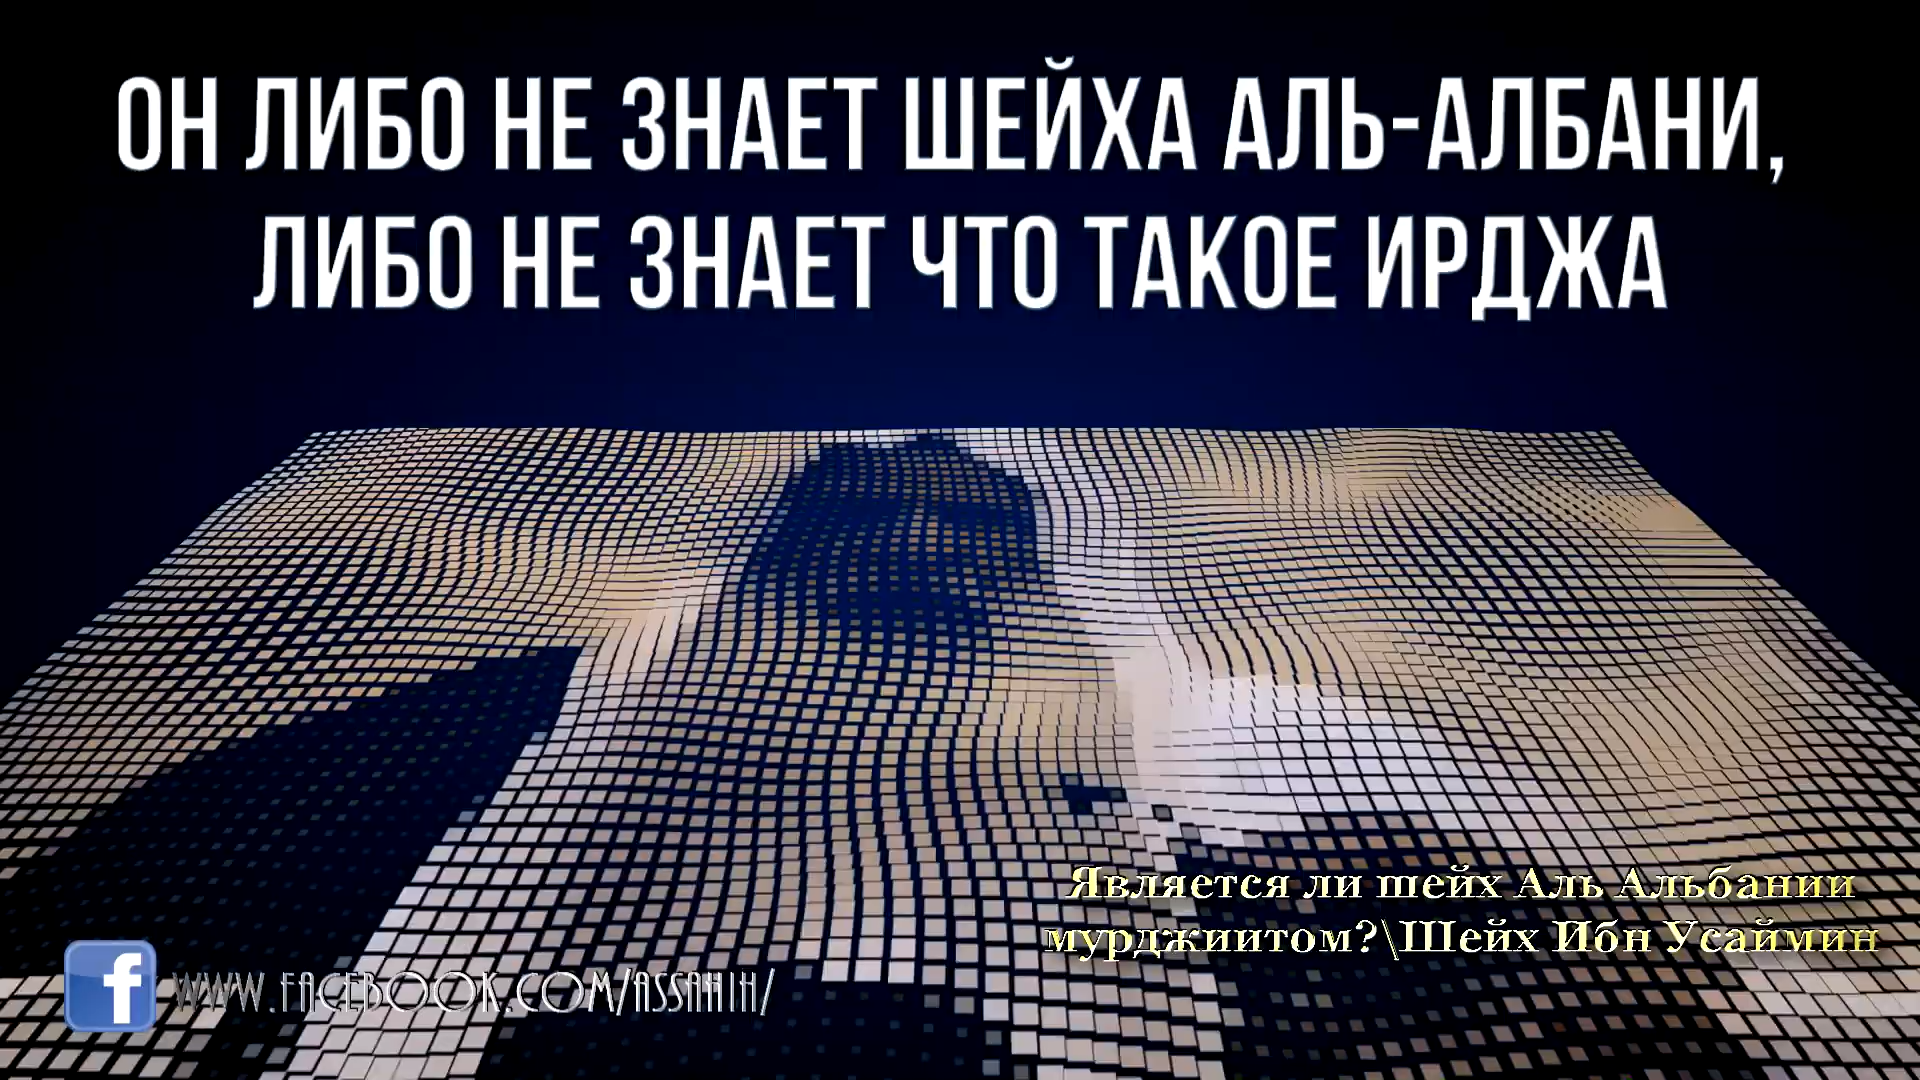 ОН ЛИБО НЕ ЗНАЕТ ШЕЙХА АЛЬ-АЛБАНИ,
ЛИБО НЕ ЗНАЕТ ЧТО ТАКОЕ ИРДЖА
Является ли шейх Аль Альбании
мурджиитом?\Шейх Ибн Усаймин
f WWW.FACEBOOK.COM/ASSAHIH/